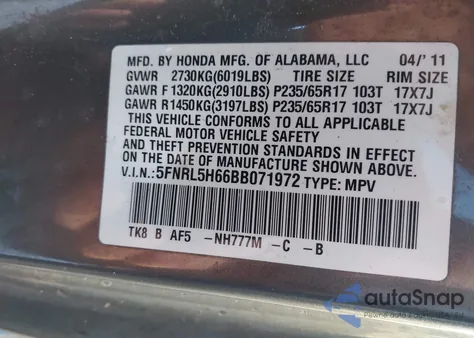 MFD. BY HONDA MFG. OF ALABAMA, LLC 04/'11
GVWR 2730KG(6019LBS) TIRE SIZE RIM SIZE
GAWR F1320KG(2910LBS) P235/65R17 103T 17X7J
GAWR R1450KG(3197LBS) P235/65R17 103T 17X7J
THIS VEHICLE CONFORMS TO ALL APPLICABLE
FEDERAL MOTOR VEHICLE SAFETY
AND THEFT PREVENTION STANDARDS IN EFFECT
ON THE DATE OF MANUFACTURE SHOWN ABOVE.
V.I.N.: 5FNRL5H66BB071972 TYPE: MPV
TK8 B AF5 -NH777M -C -B
autoSnap